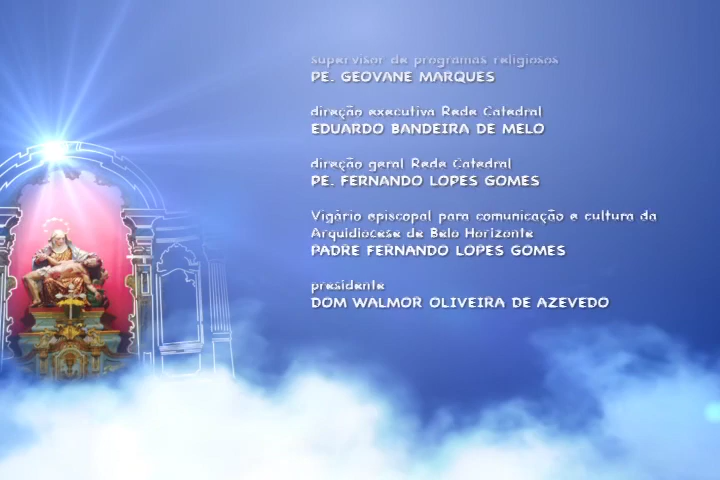 supervisor de programas religiosos
PE. GEOVANE MARQUES
direção executiva Rede Catedral
EDUARDO BANDEIRA DE MELO
direção geral Rede Catedral
PE. FERNANDO LOPES GOMES
Vigário episcopal para comunicação e cultura da
Arquidiocese de Belo Horizonte
PADRE FERNANDO LOPES GOMES
presidente
DOM WALMOR OLIVEIRA DE AZEVEDO